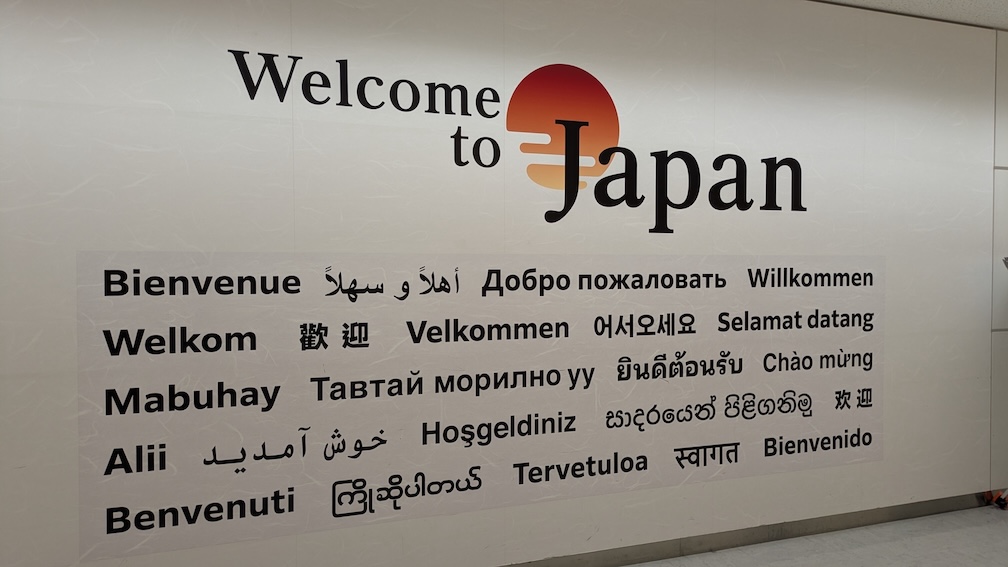 Welcome
to Japan
Bienvenue أهلاً و سهلاً Добро пожаловать Willkommen
Welkom 歡 迎 Velkommen 어서오세요 Selamat datang
Mabuhay Тавтай морилно уу ยินดีต้อนรับ Chào mừng
Alii خوش آمدید Hoşgeldiniz සාදරයෙන් පිළිගනිමු 欢 迎
Benvenuti ကြိုဆိုပါတယ် Tervetuloa स्वागत Bienvenido